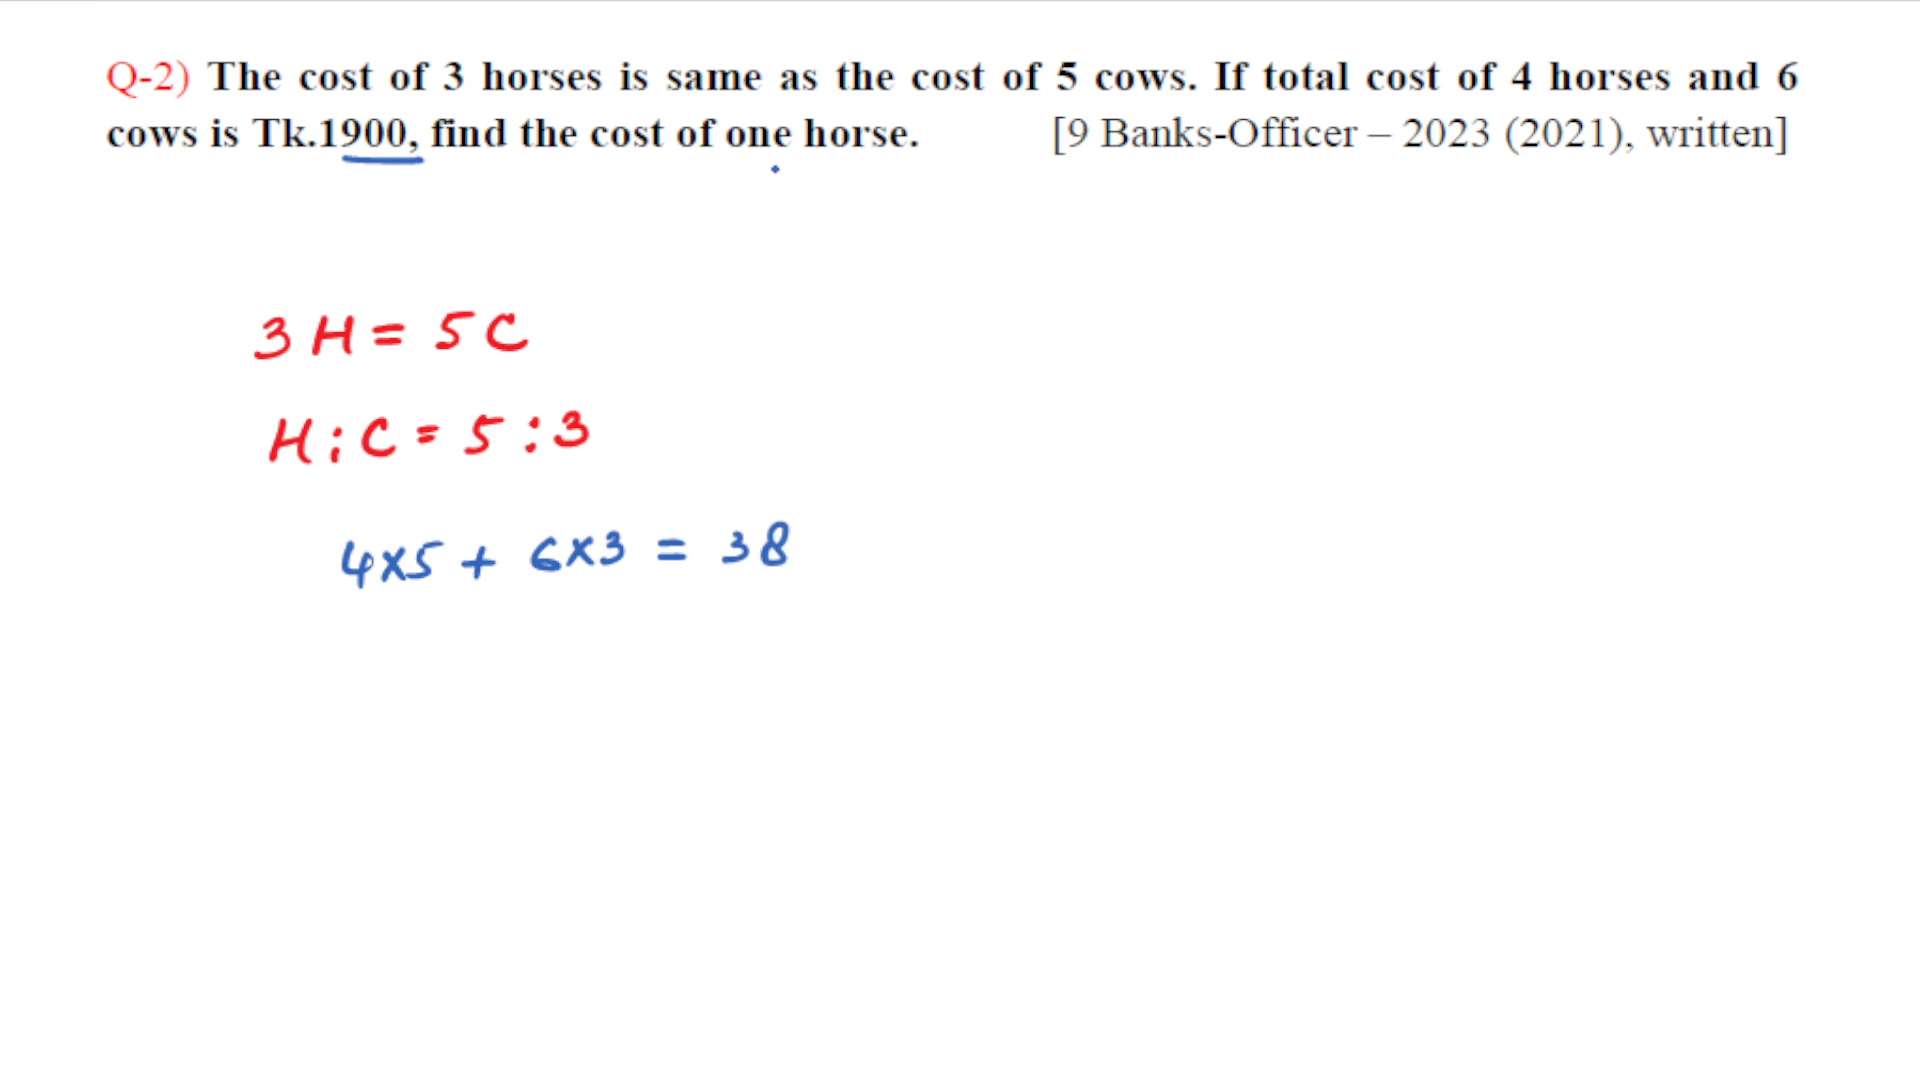 Q-2) The cost of 3 horses is same as the cost of 5 cows. If total cost of 4 horses and 6
cows is Tk.1900, find the cost of one horse. [9 Banks-Officer – 2023 (2021), written]
3 H = 5 C
H : C = 5 : 3
4×5 + 6×3 = 38